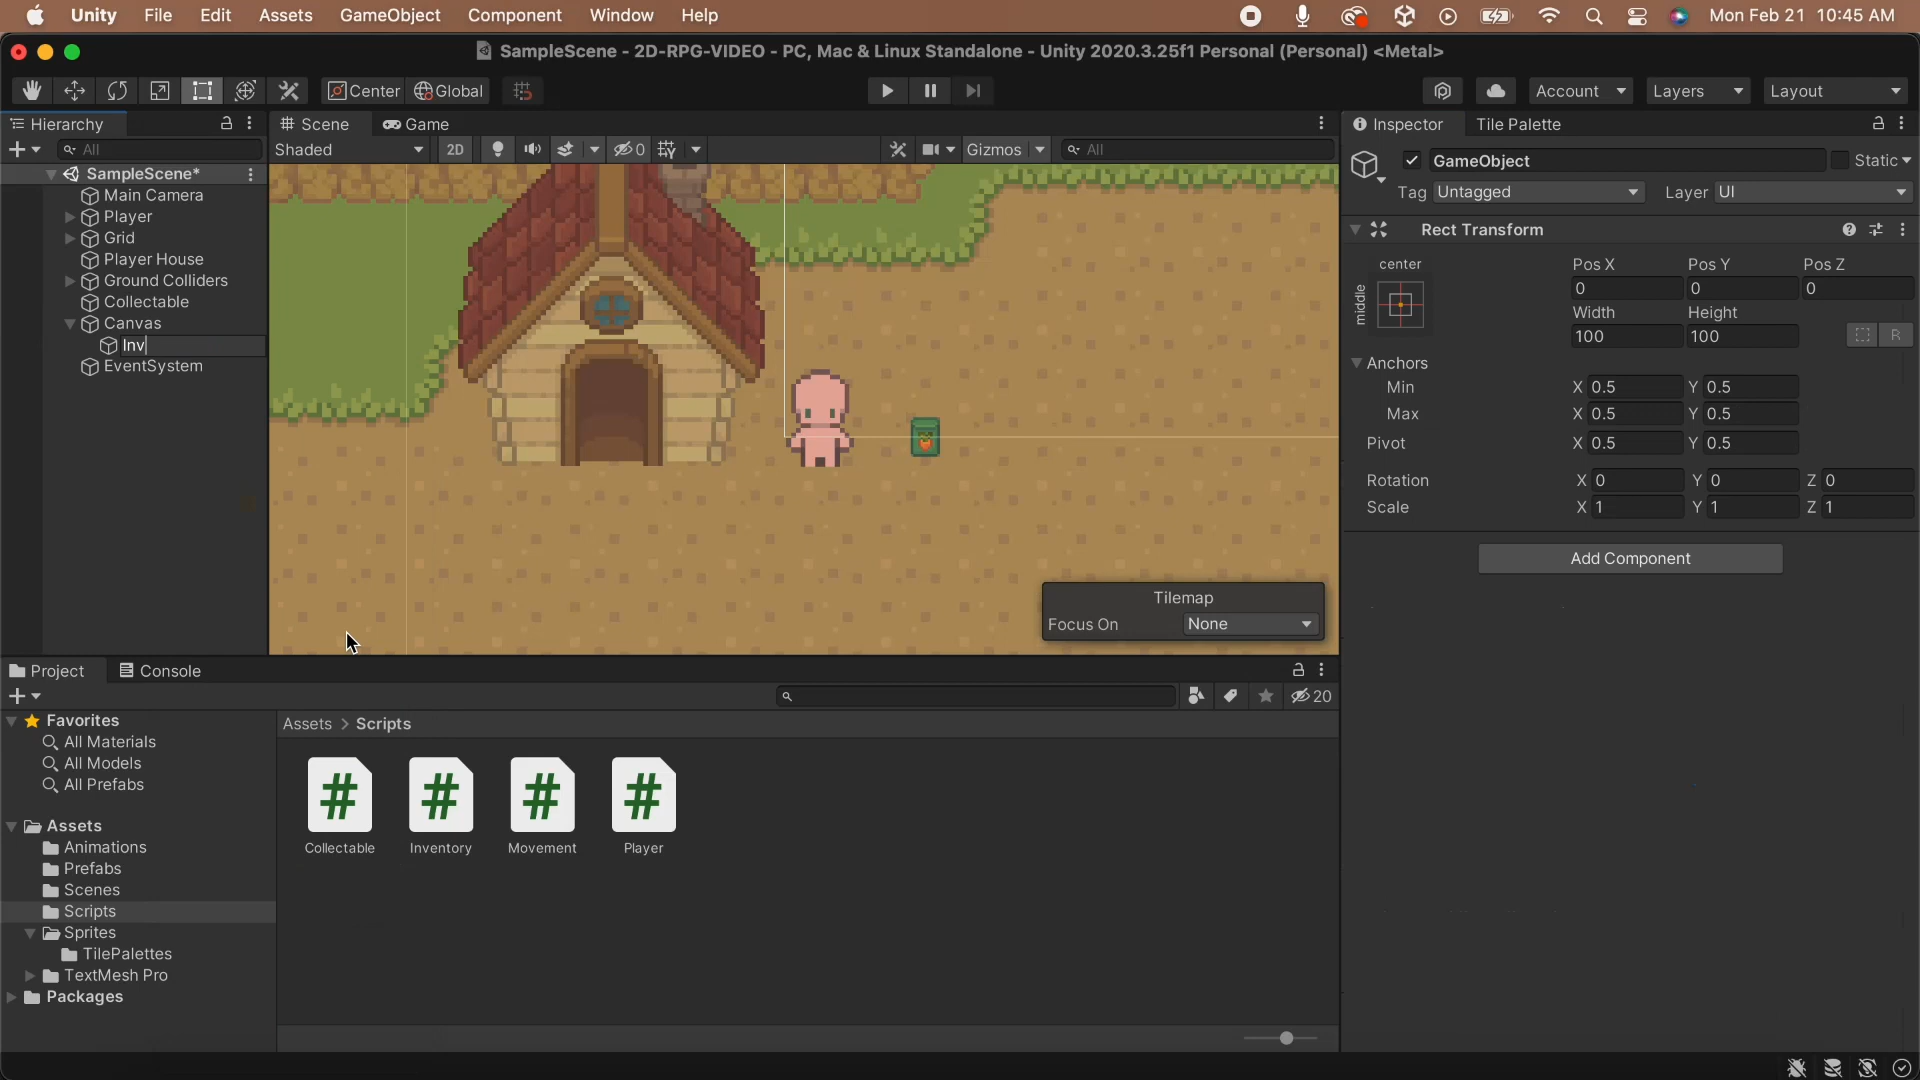 Unity File Edit Assets GameObject Component Window Help Mon Feb 21 10:45 AM
SampleScene - 2D-RPG-VIDEO - PC, Mac & Linux Standalone - Unity 2020.3.25f1 Personal (Personal) <Metal>
Center Global Account Layers Layout
Hierarchy
All
SampleScene*
Main Camera
Player
Grid
Player House
Ground Colliders
Collectable
Canvas
Inv
EventSystem
Scene Game
Shaded 2D 0 Gizmos All
Tilemap
Focus On None
Inspector Tile Palette
GameObject Static
Tag Untagged Layer UI
Rect Transform
center
middle
Pos X Pos Y Pos Z
0 0 0
Width Height
100 100 R
Anchors
Min X 0.5 Y 0.5
Max X 0.5 Y 0.5
Pivot X 0.5 Y 0.5
Rotation X 0 Y 0 Z 0
Scale X 1 Y 1 Z 1
Add Component
Project Console
20
Favorites
All Materials
All Models
All Prefabs
Assets
Animations
Prefabs
Scenes
Scripts
Sprites
TilePalettes
TextMesh Pro
Packages
Assets > Scripts
# # # #
Collectable Inventory Movement Player